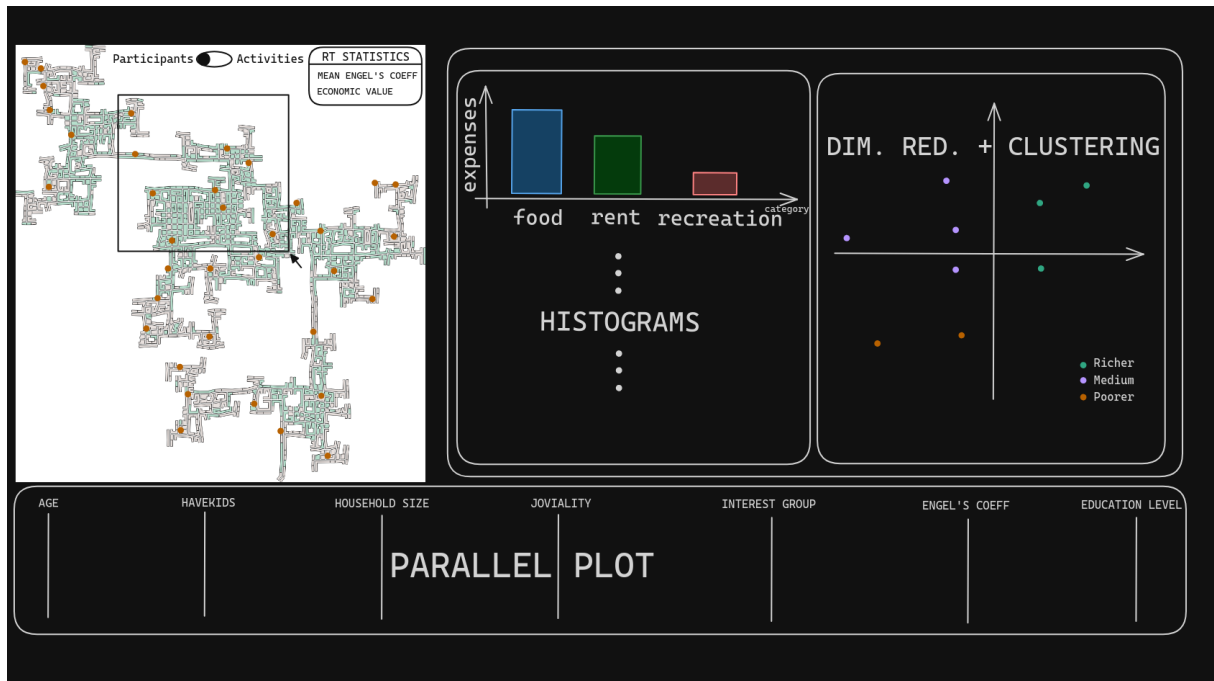 Participants Activities
RT STATISTICS
MEAN ENGEL'S COEFF
ECONOMIC VALUE
expenses
food rent recreation
category
HISTOGRAMS
DIM. RED. + CLUSTERING
Richer
Medium
Poorer
AGE HAVEKIDS HOUSEHOLD SIZE JOVIALITY INTEREST GROUP ENGEL'S COEFF EDUCATION LEVEL
PARALLEL PLOT